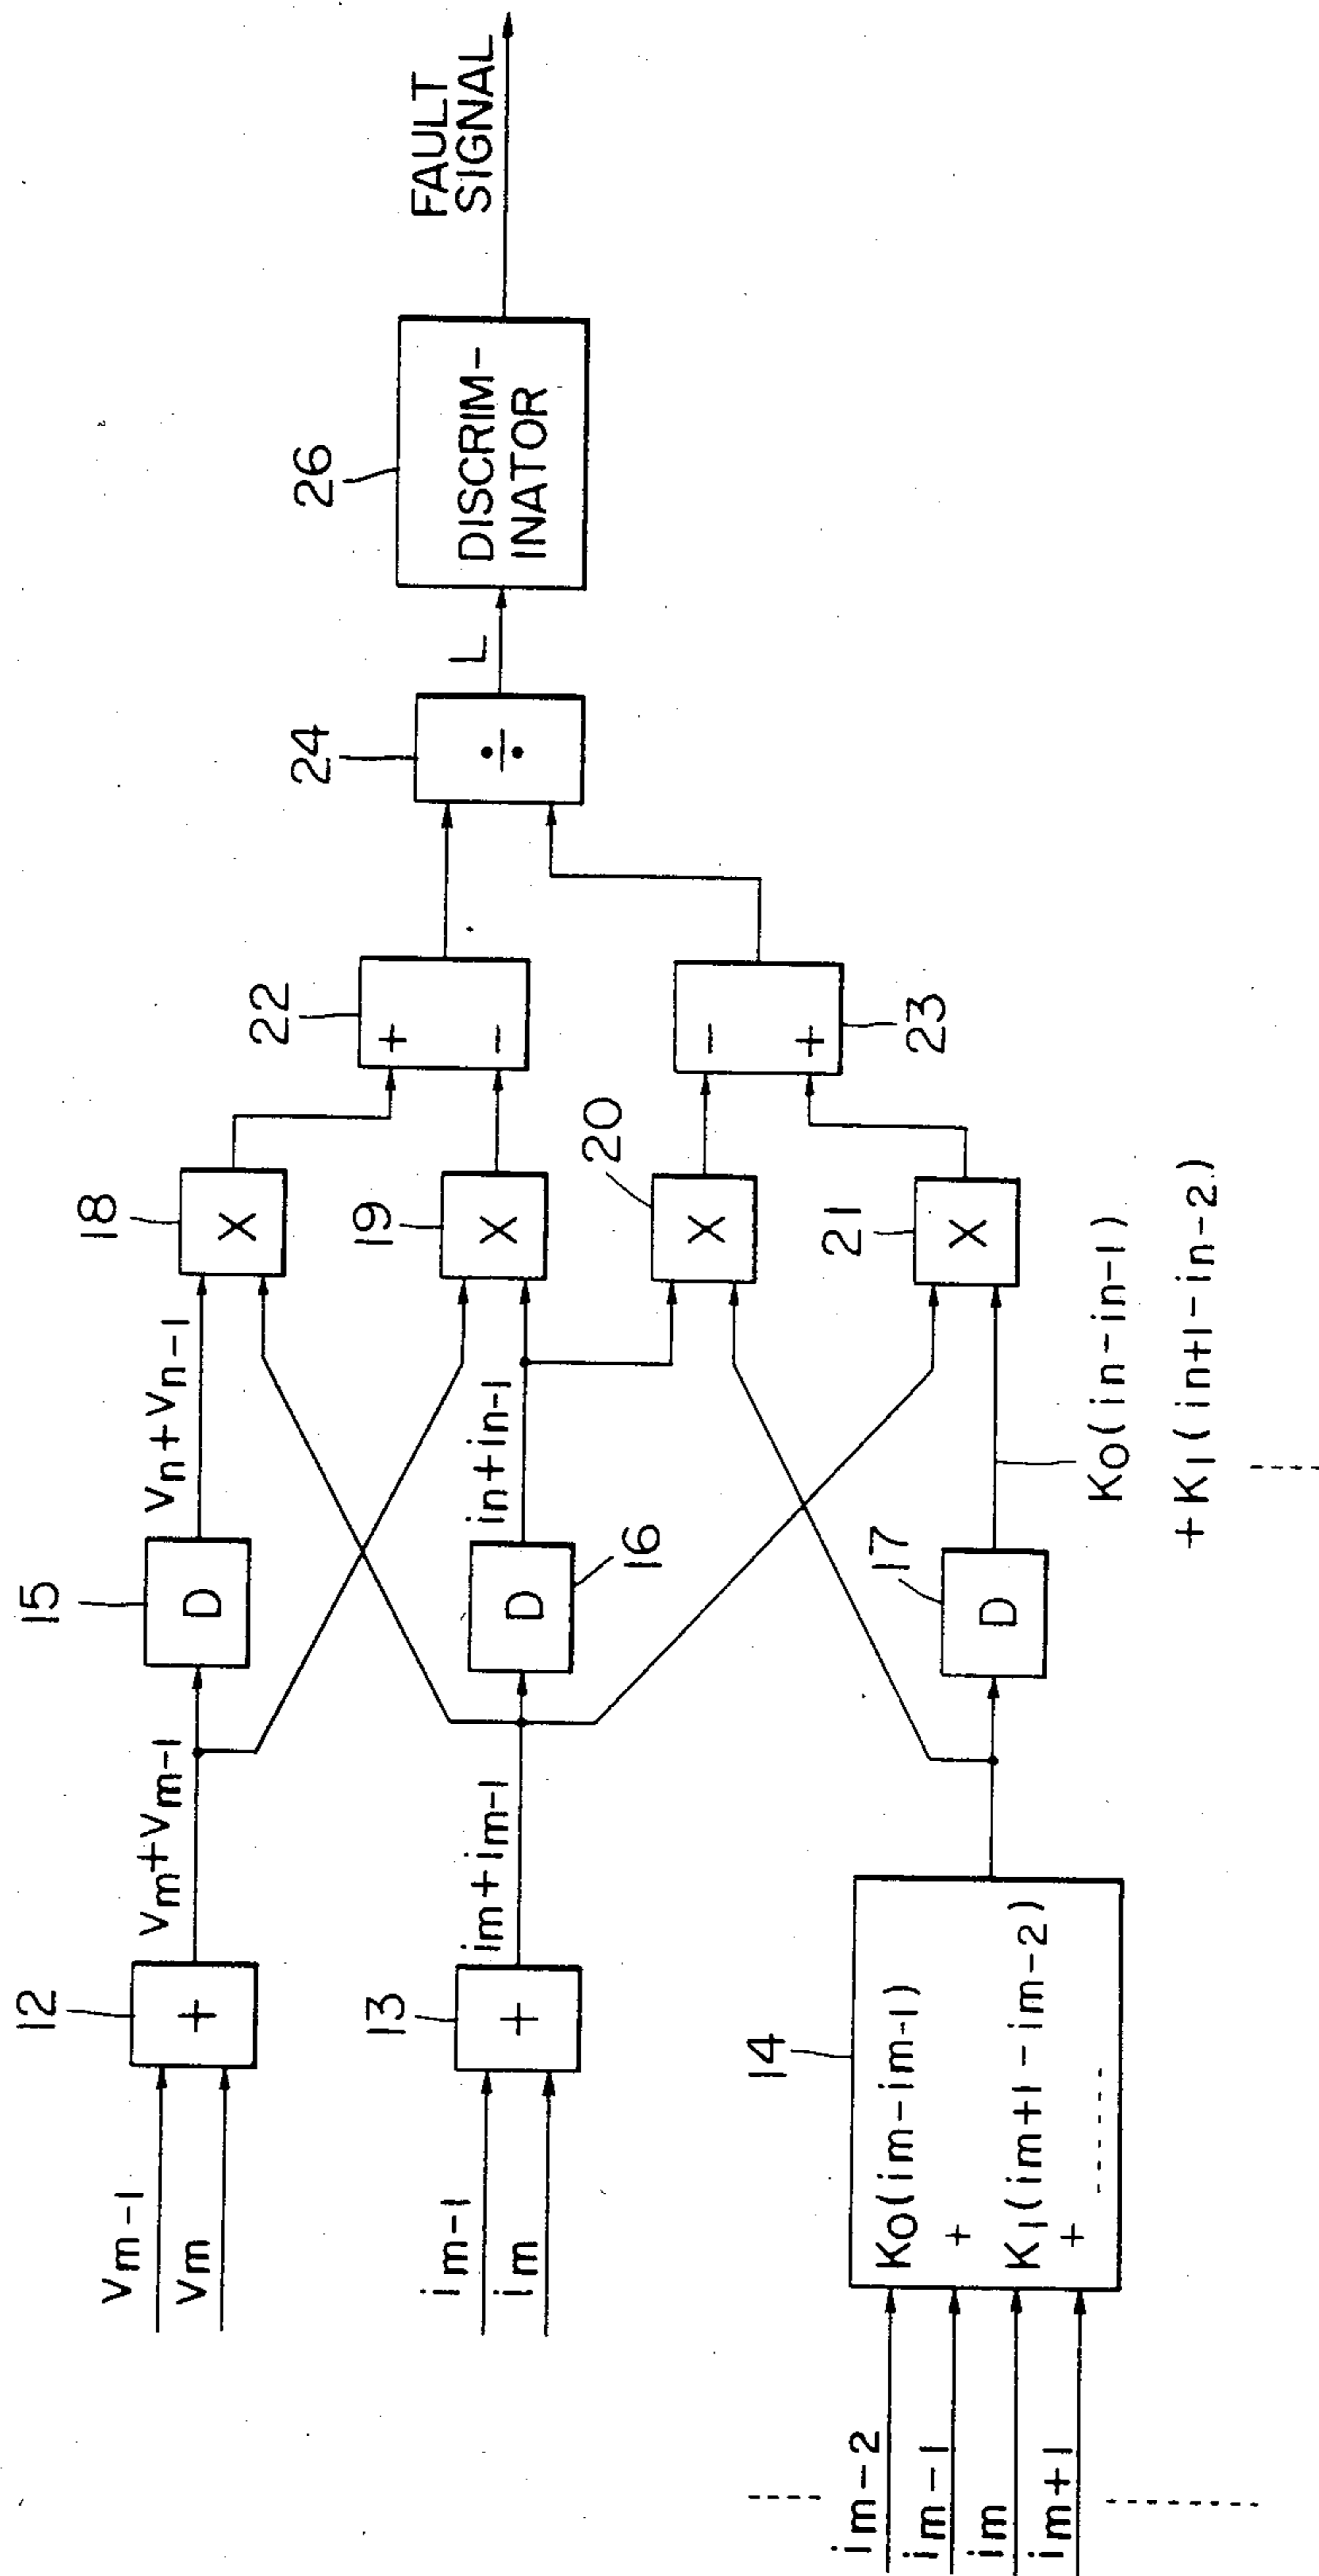 Vm-1
Vm
12
+
Vm+Vm-1
15
D
Vn+Vn-1
18
X
im-1
im
13
+
im+im-1
16
D
in+in-1
19
X
20
X
im-2
im-1
im
im+1
14
K0(im-im-1)
+
K1(im+1-im-2)
+
17
D
21
X
K0(in-in-1)
+K1(in+1-in-2)
22
+
-
23
-
+
24
÷
L
26
DISCRIM-
INATOR
FAULT
SIGNAL